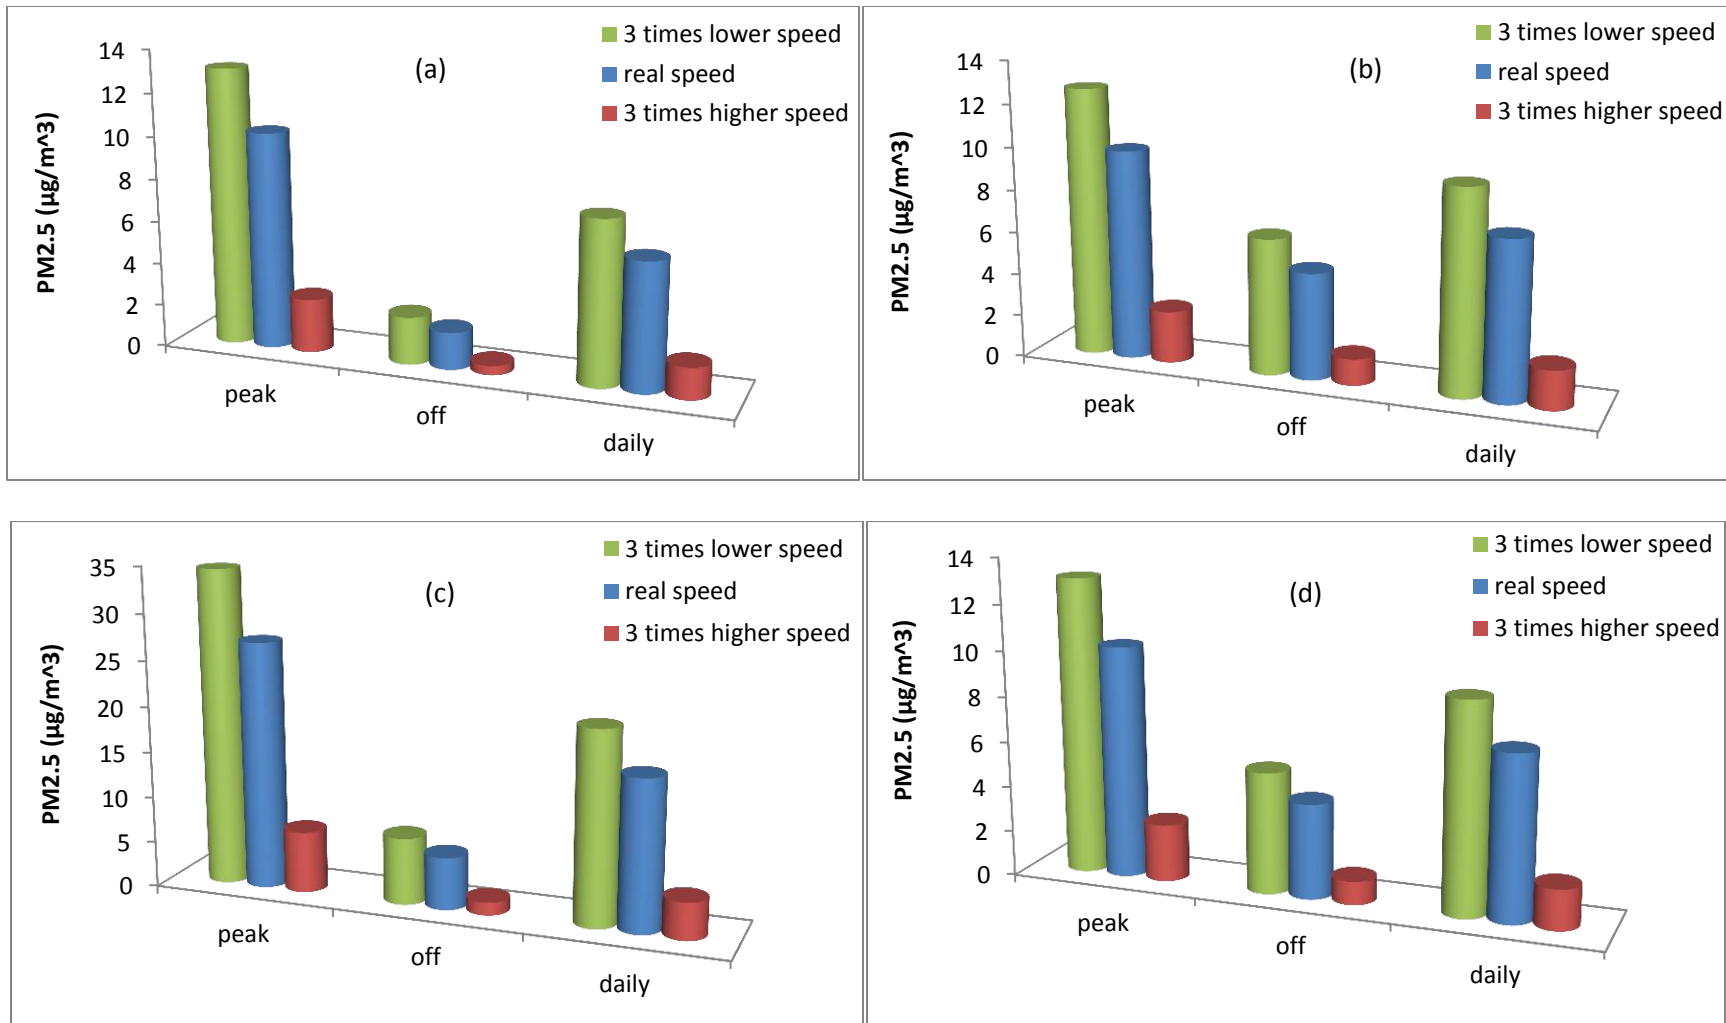 (a)
3 times lower speed
real speed
3 times higher speed
PM2.5 (µg/m^3)
14
12
10
8
6
4
2
0
peak
off
daily
(b)
3 times lower speed
real speed
3 times higher speed
PM2.5 (µg/m^3)
14
12
10
8
6
4
2
0
peak
off
daily
(c)
3 times lower speed
real speed
3 times higher speed
PM2.5 (µg/m^3)
35
30
25
20
15
10
5
0
peak
off
daily
(d)
3 times lower speed
real speed
3 times higher speed
PM2.5 (µg/m^3)
14
12
10
8
6
4
2
0
peak
off
daily